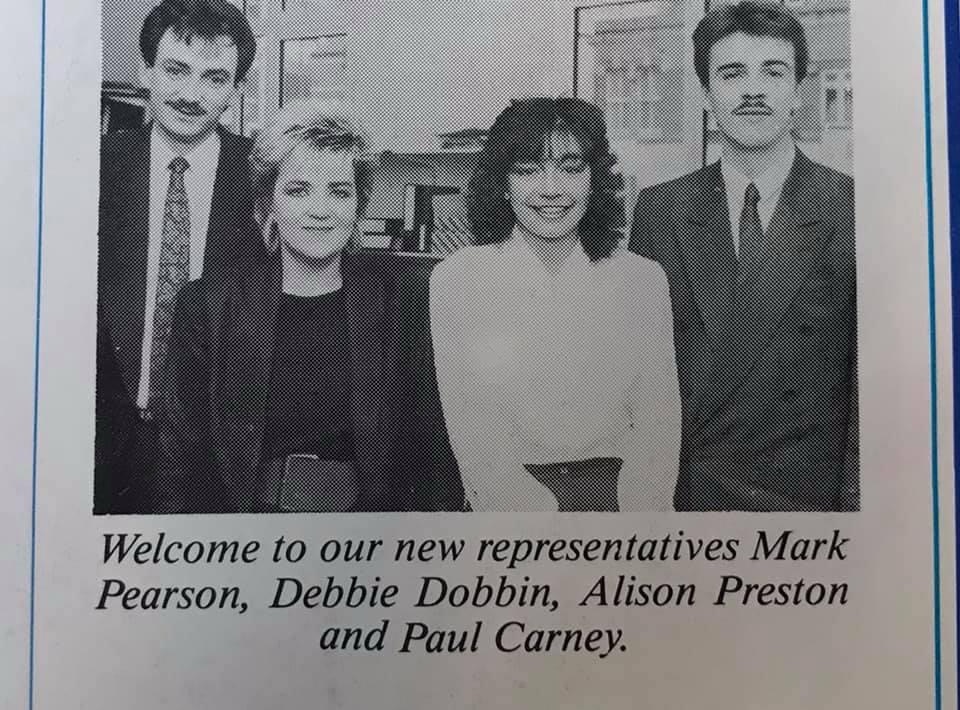 Welcome to our new representatives Mark
Pearson, Debbie Dobbin, Alison Preston
and Paul Carney.